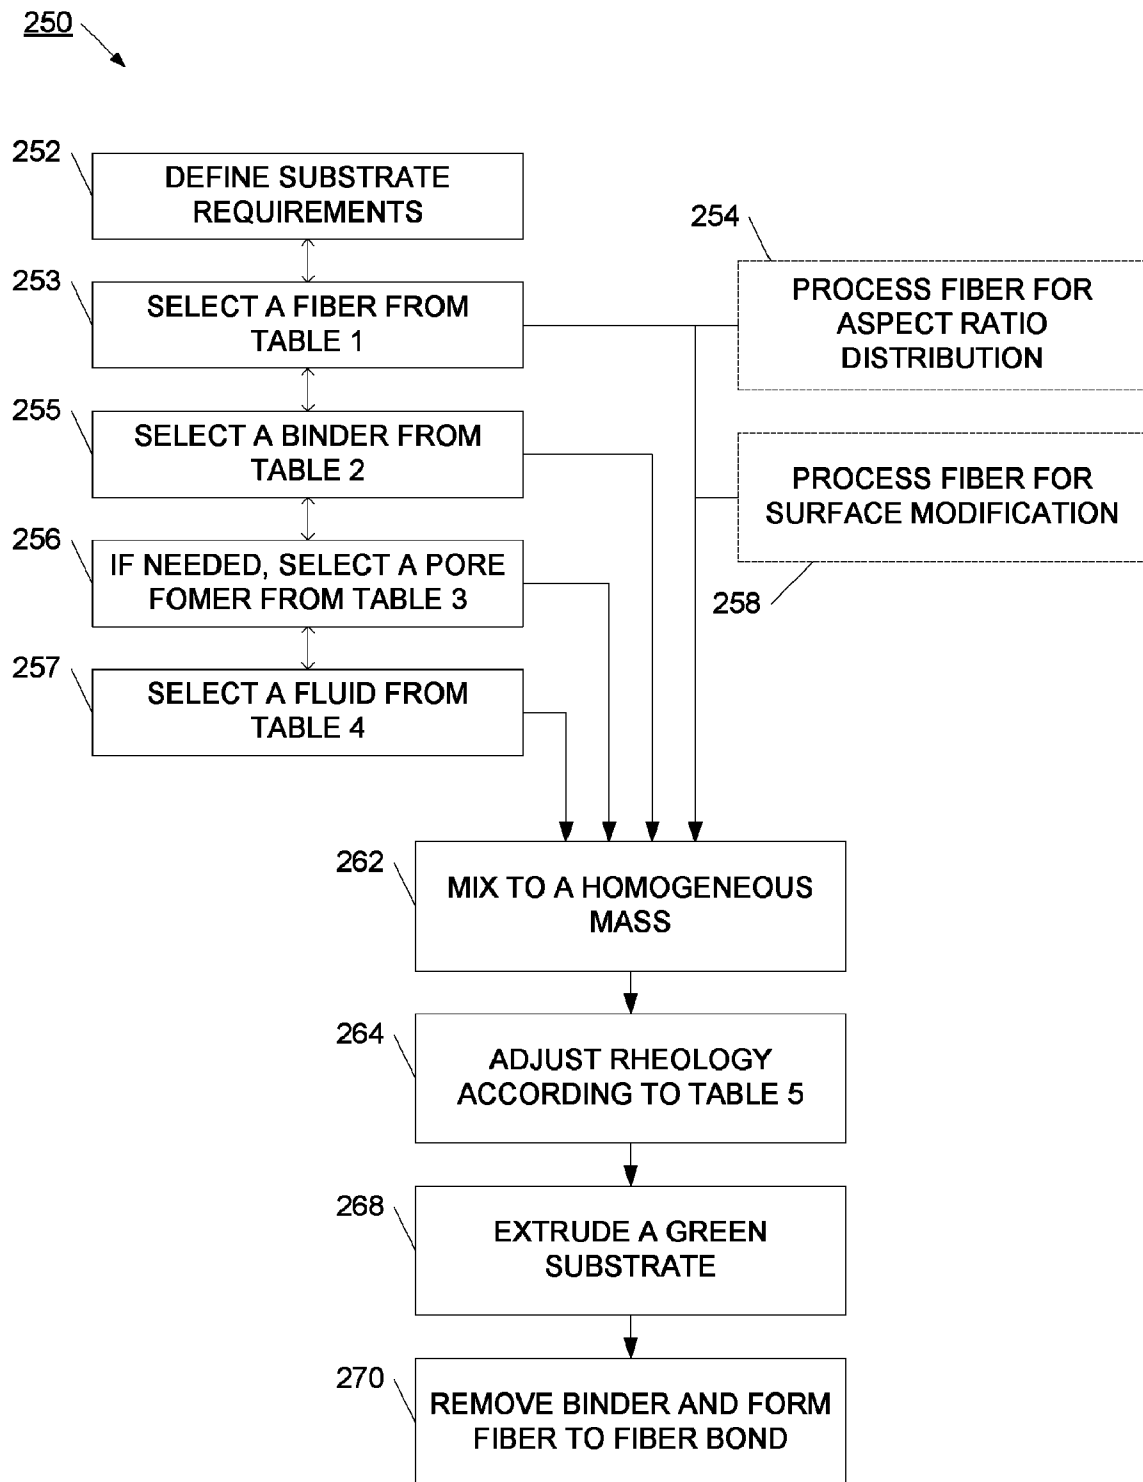 250
252
DEFINE SUBSTRATE
REQUIREMENTS
254
PROCESS FIBER FOR
ASPECT RATIO
DISTRIBUTION
253
SELECT A FIBER FROM
TABLE 1
255
SELECT A BINDER FROM
TABLE 2
PROCESS FIBER FOR
SURFACE MODIFICATION
258
256
IF NEEDED, SELECT A PORE
FOMER FROM TABLE 3
257
SELECT A FLUID FROM
TABLE 4
262
MIX TO A HOMOGENEOUS
MASS
264
ADJUST RHEOLOGY
ACCORDING TO TABLE 5
268
EXTRUDE A GREEN
SUBSTRATE
270
REMOVE BINDER AND FORM
FIBER TO FIBER BOND